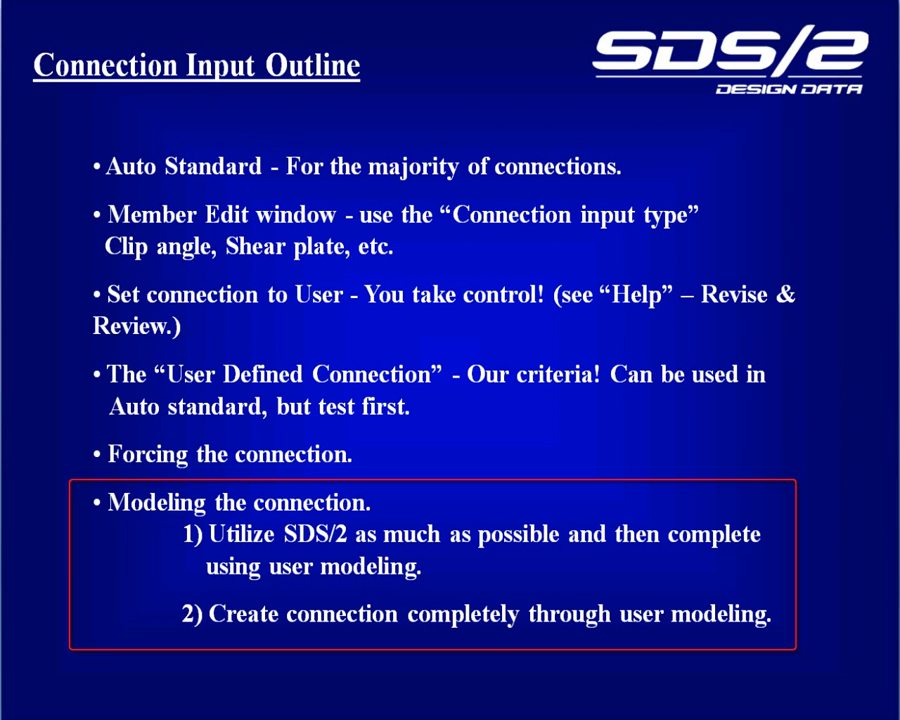 Connection Input Outline
SDS/2
DESIGN DATA
• Auto Standard - For the majority of connections.
• Member Edit window - use the “Connection input type”
Clip angle, Shear plate, etc.
• Set connection to User - You take control! (see “Help” – Revise &
Review.)
• The “User Defined Connection” - Our criteria! Can be used in
Auto standard, but test first.
• Forcing the connection.
• Modeling the connection.
1) Utilize SDS/2 as much as possible and then complete
using user modeling.
2) Create connection completely through user modeling.